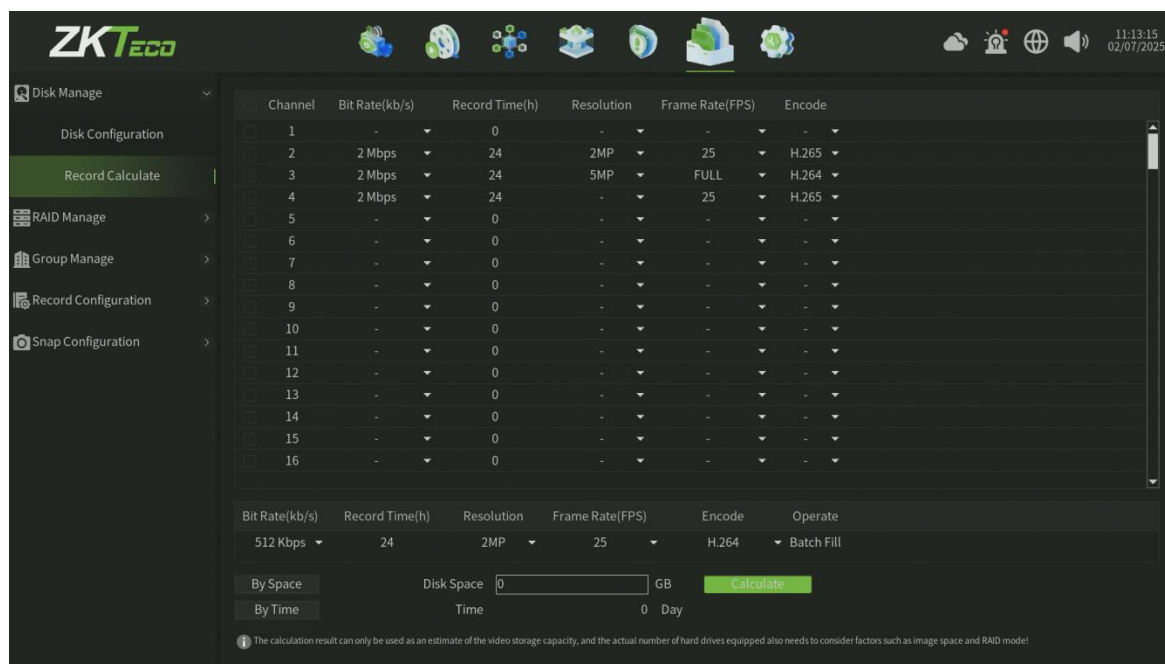 ZKTeco
11:13:15
02/07/2025
Disk Manage
Disk Configuration
Record Calculate
RAID Manage
Group Manage
Record Configuration
Snap Configuration
Channel Bit Rate(kb/s) Record Time(h) Resolution Frame Rate(FPS) Encode
1 - 0 - - -
2 2 Mbps 24 2MP 25 H.265
3 2 Mbps 24 5MP FULL H.264
4 2 Mbps 24 - 25 H.265
5 - 0 - - -
6 - 0 - - -
7 - 0 - - -
8 - 0 - - -
9 - 0 - - -
10 - 0 - - -
11 - 0 - - -
12 - 0 - - -
13 - 0 - - -
14 - 0 - - -
15 - 0 - - -
16 - 0 - - -
Bit Rate(kb/s) Record Time(h) Resolution Frame Rate(FPS) Encode Operate
512 Kbps 24 2MP 25 H.264 Batch Fill
By Space Disk Space 0 GB Calculate
By Time Time 0 Day
The calculation result can only be used as an estimate of the video storage capacity, and the actual number of hard drives equipped also needs to consider factors such as image space and RAID mode!